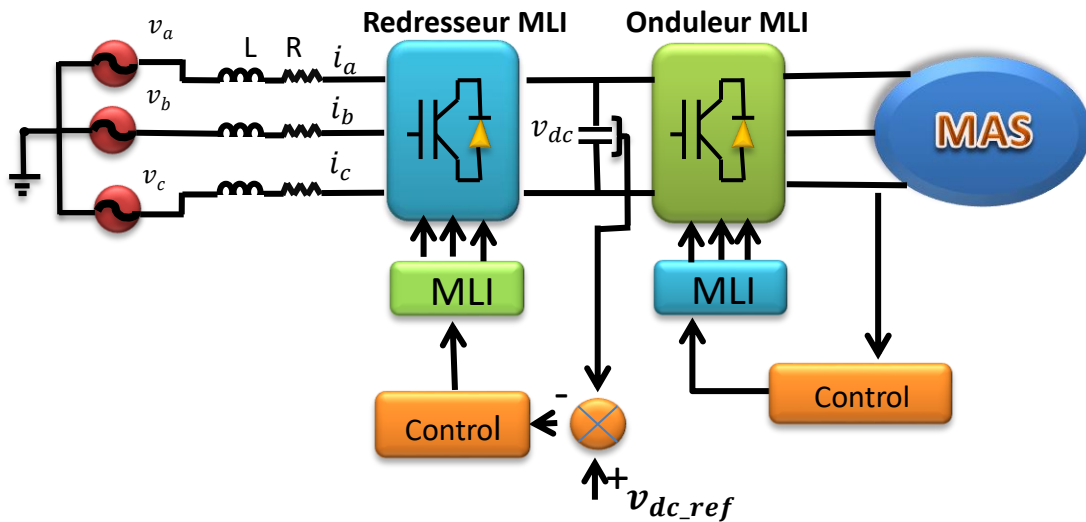 Redresseur MLI
Onduleur MLI
v_a
L
R
i_a
v_b
i_b
v_dc
MAS
v_c
i_c
MLI
MLI
Control
-
Control
+
v_dc_ref